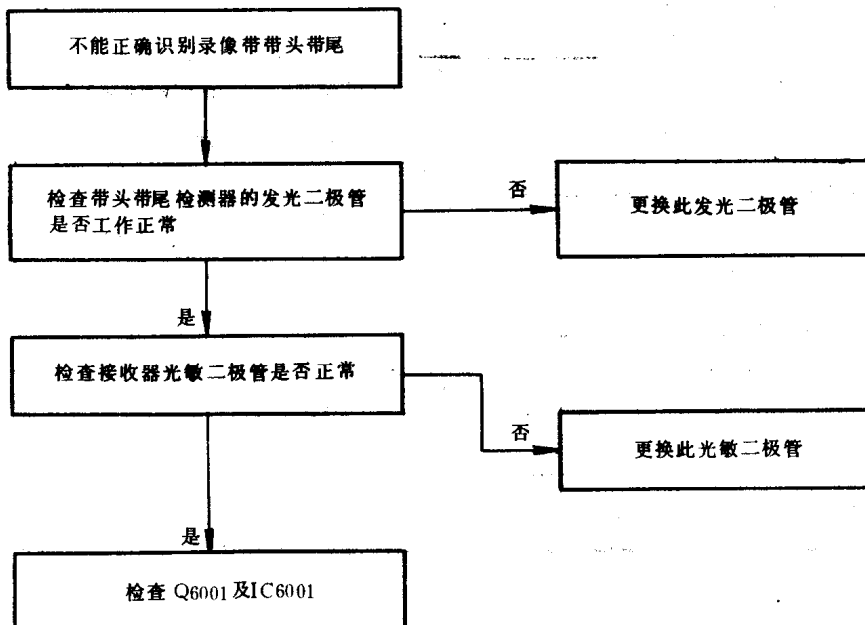 不能正确识别录像带带头带尾
检查带头带尾检测器的发光二极管
是否工作正常
否
更换此发光二极管
是
检查接收器光敏二极管是否正常
否
更换此光敏二极管
是
检查 Q6001 及IC6001